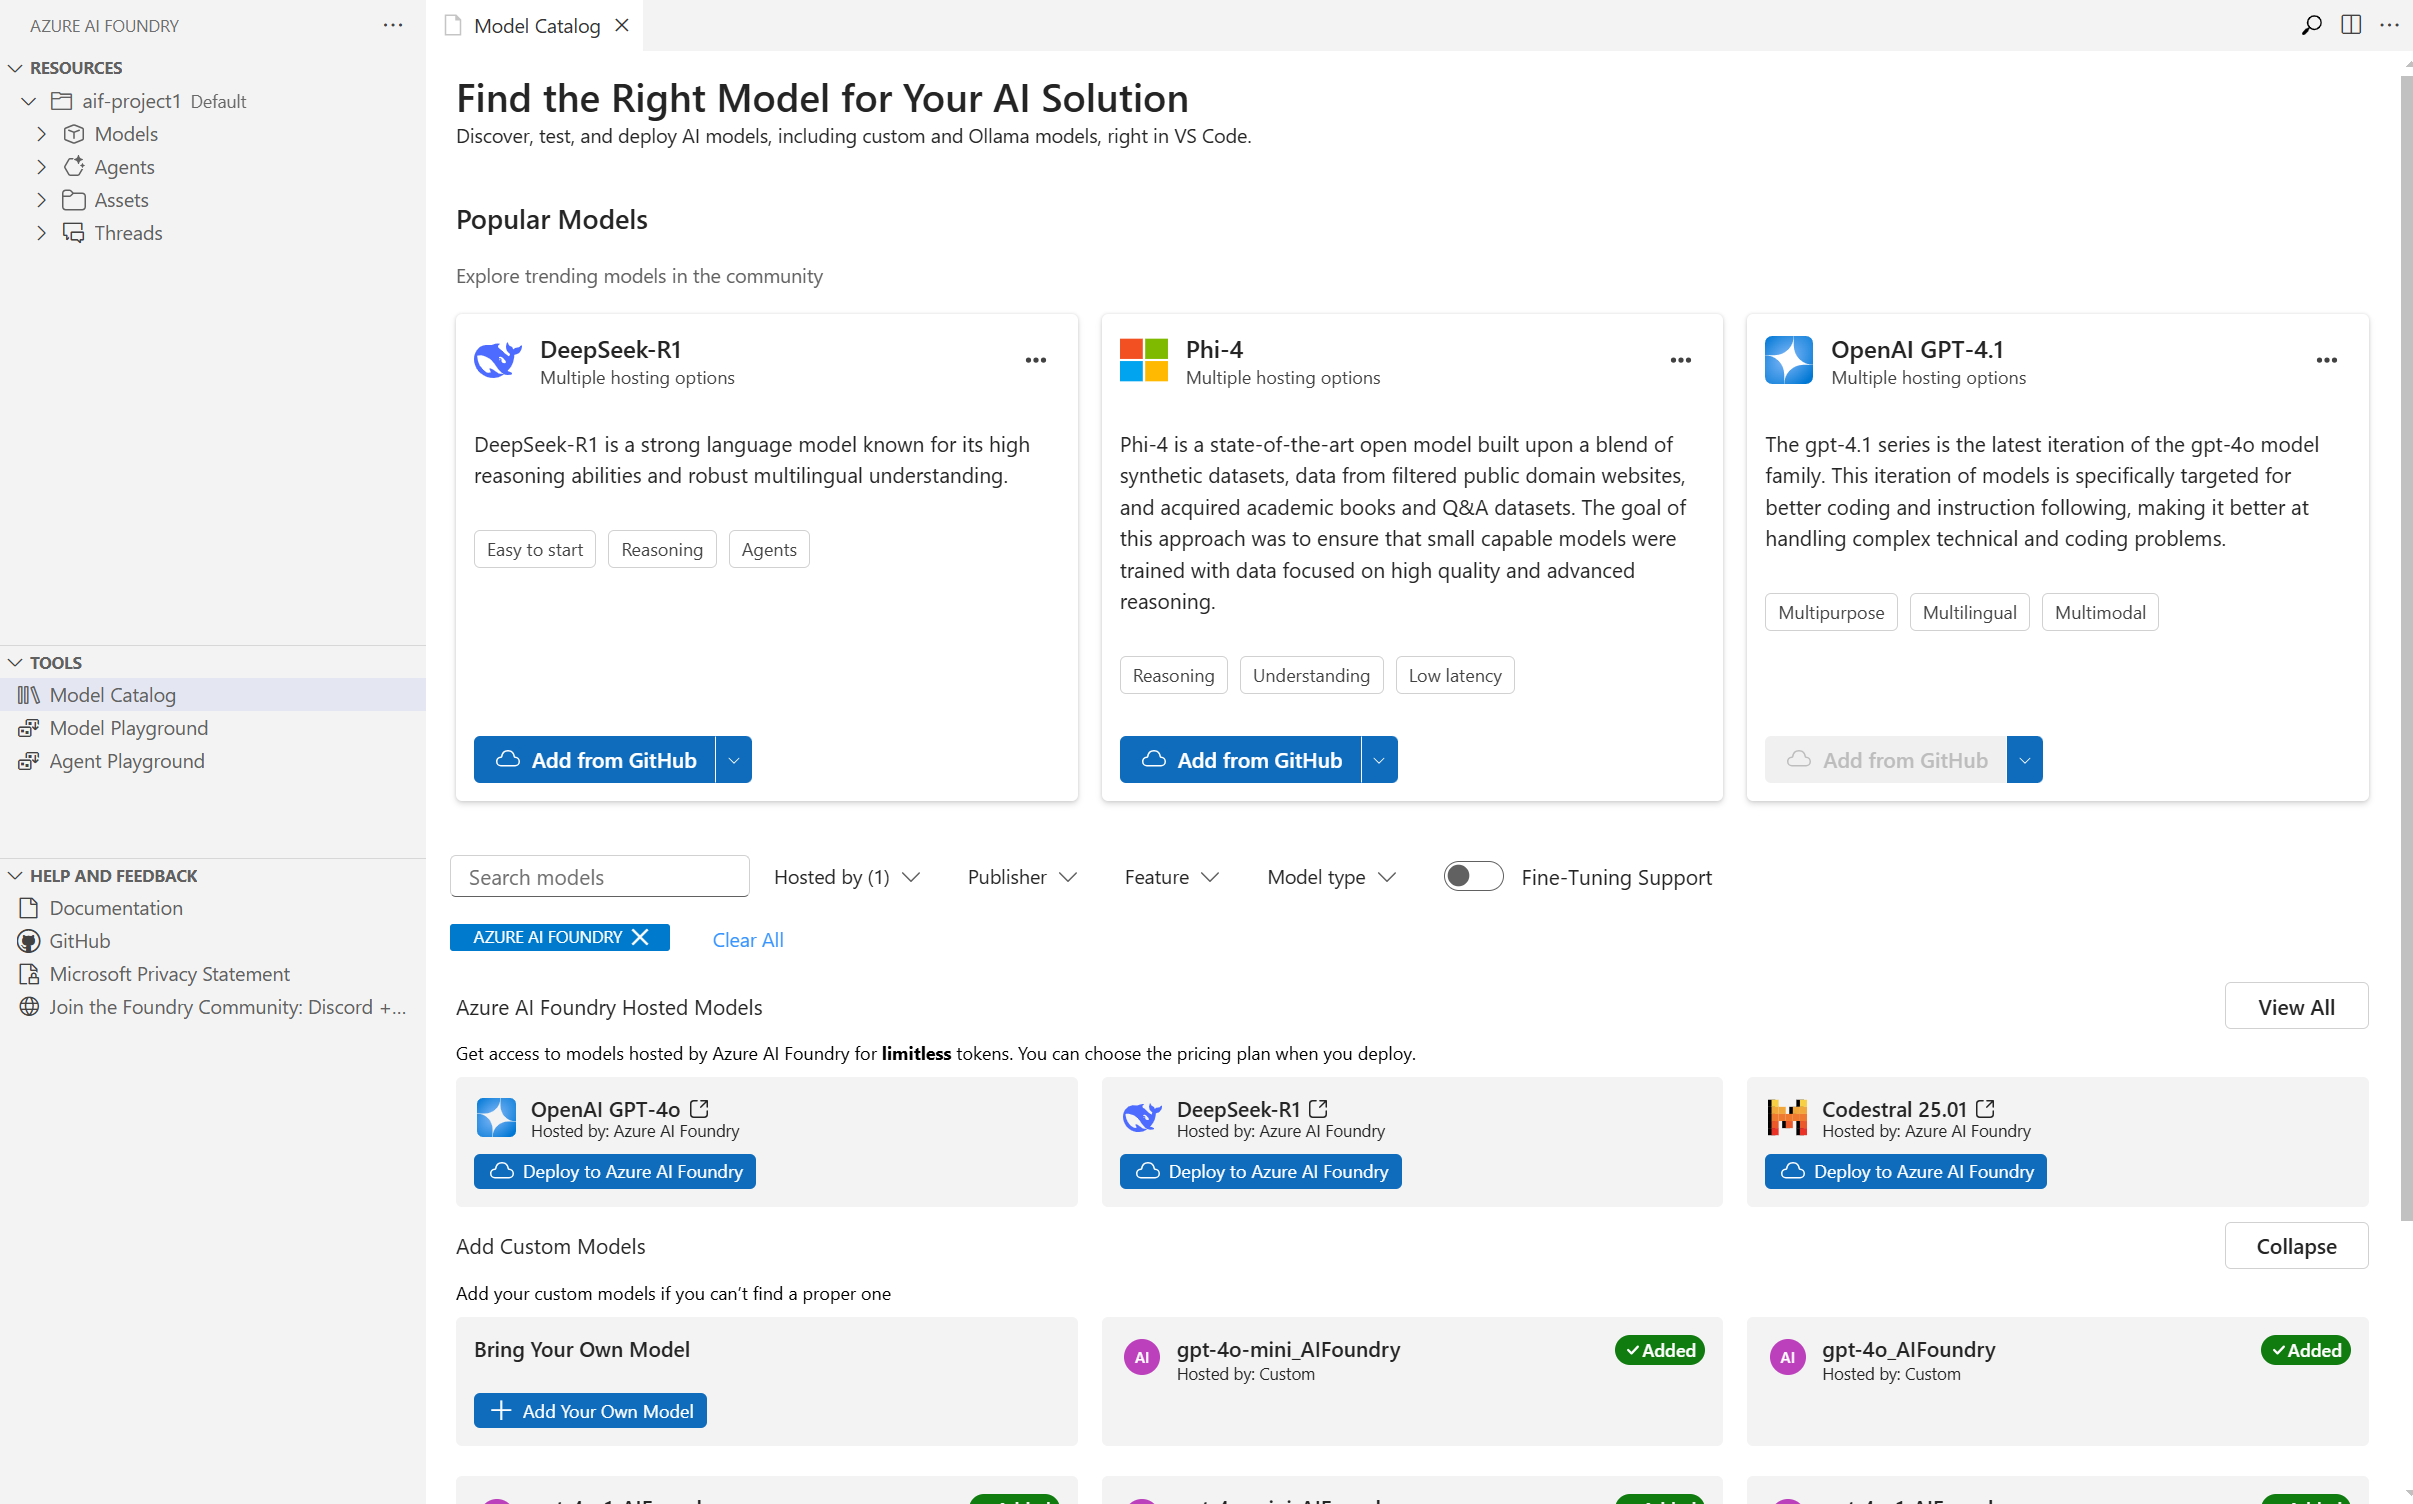 AZURE AI FOUNDRY
RESOURCES
aif-project1 Default
Models
Agents
Assets
Threads
TOOLS
Model Catalog
Model Playground
Agent Playground
HELP AND FEEDBACK
Documentation
GitHub
Microsoft Privacy Statement
Join the Foundry Community: Discord +...
Model Catalog
Find the Right Model for Your AI Solution
Discover, test, and deploy AI models, including custom and Ollama models, right in VS Code.
Popular Models
Explore trending models in the community
DeepSeek-R1
Multiple hosting options
DeepSeek-R1 is a strong language model known for its high
reasoning abilities and robust multilingual understanding.
Easy to start Reasoning Agents
Add from GitHub
Phi-4
Multiple hosting options
Phi-4 is a state-of-the-art open model built upon a blend of
synthetic datasets, data from filtered public domain websites,
and acquired academic books and Q&A datasets. The goal of
this approach was to ensure that small capable models were
trained with data focused on high quality and advanced
reasoning.
Reasoning Understanding Low latency
Add from GitHub
OpenAI GPT-4.1
Multiple hosting options
The gpt-4.1 series is the latest iteration of the gpt-4o model
family. This iteration of models is specifically targeted for
better coding and instruction following, making it better at
handling complex technical and coding problems.
Multipurpose Multilingual Multimodal
Add from GitHub
Search models Hosted by (1) Publisher Feature Model type Fine-Tuning Support
AZURE AI FOUNDRY Clear All
Azure AI Foundry Hosted Models View All
Get access to models hosted by Azure AI Foundry for limitless tokens. You can choose the pricing plan when you deploy.
OpenAI GPT-4o
Hosted by: Azure AI Foundry
Deploy to Azure AI Foundry
DeepSeek-R1
Hosted by: Azure AI Foundry
Deploy to Azure AI Foundry
Codestral 25.01
Hosted by: Azure AI Foundry
Deploy to Azure AI Foundry
Add Custom Models Collapse
Add your custom models if you can't find a proper one
Bring Your Own Model
Add Your Own Model
AI gpt-4o-mini_AIFoundry Added
Hosted by: Custom
AI gpt-4o_AIFoundry Added
Hosted by: Custom